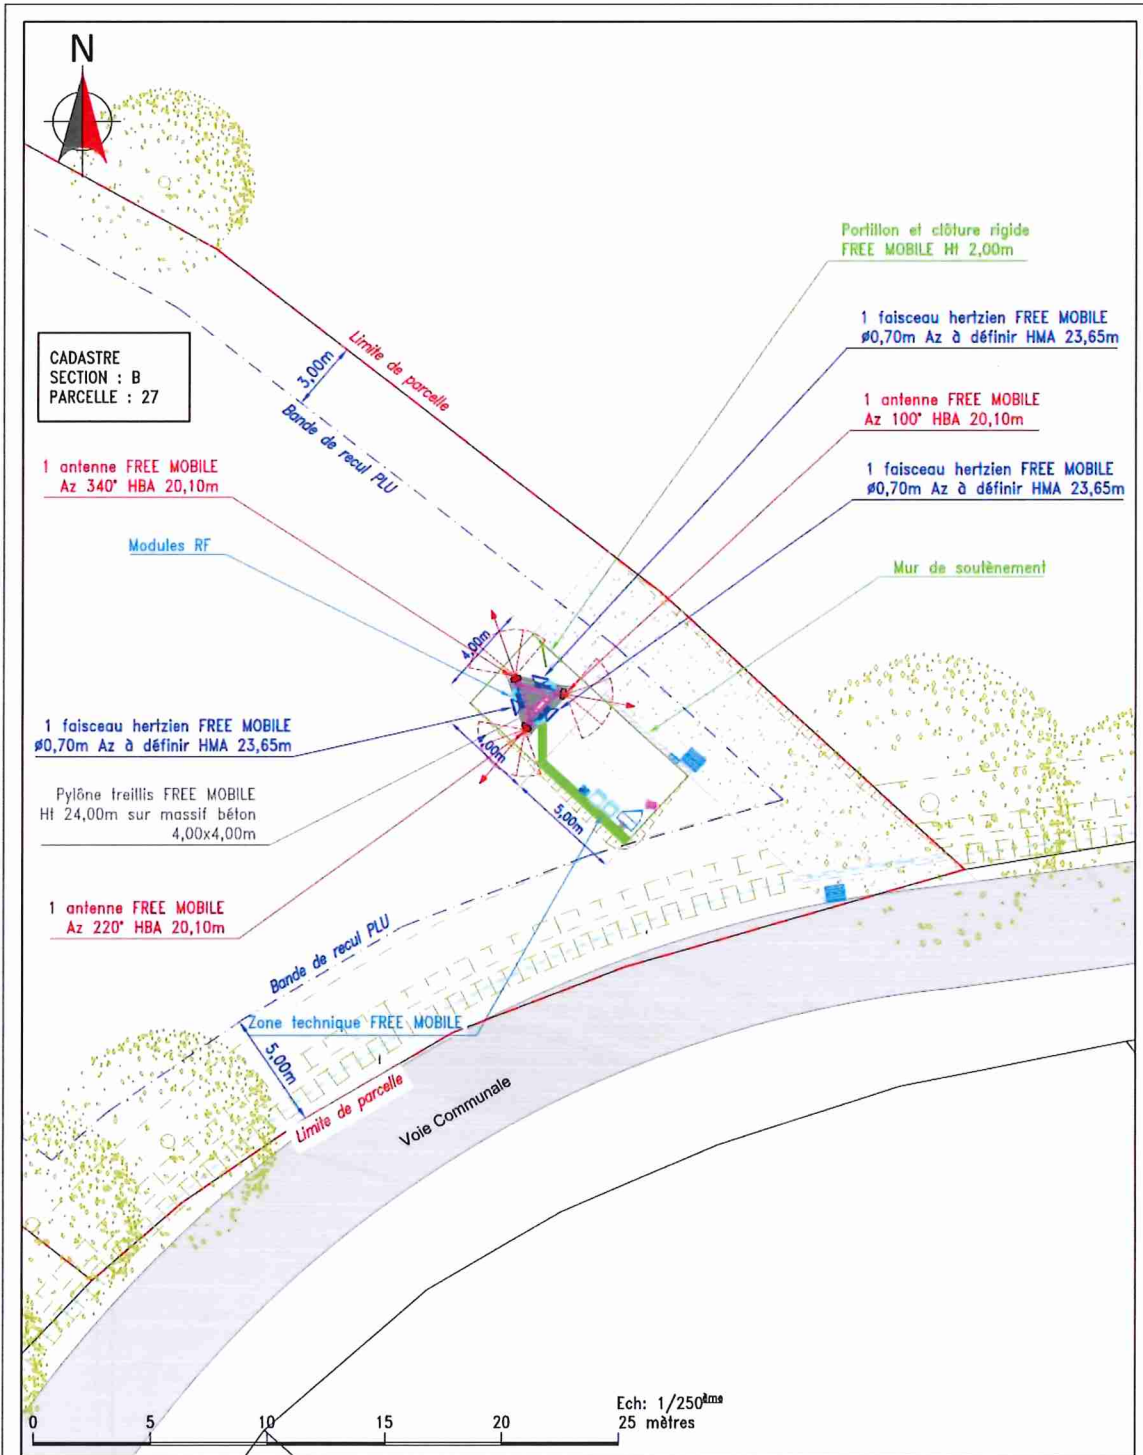 N
Portillon et clôture rigide
FREE MOBILE Ht 2,00m
1 faisceau hertzien FREE MOBILE
ø0,70m Az à définir HMA 23,65m
CADASTRE
SECTION : B
PARCELLE : 27
Limite de parcelle
3,00m
Bande de recul PLU
1 antenne FREE MOBILE
Az 100° HBA 20,10m
1 antenne FREE MOBILE
Az 340° HBA 20,10m
1 faisceau hertzien FREE MOBILE
ø0,70m Az à définir HMA 23,65m
Modules RF
Mur de soutènement
4,00m
1 faisceau hertzien FREE MOBILE
ø0,70m Az à définir HMA 23,65m
4,00m
5,00m
Pylône treillis FREE MOBILE
Ht 24,00m sur massif béton
4,00x4,00m
1 antenne FREE MOBILE
Az 220° HBA 20,10m
Bande de recul PLU
Zone technique FREE MOBILE
5,00m
Limite de parcelle
Voie Communale
Ech: 1/250ème
0 5 10 15 20 25 mètres